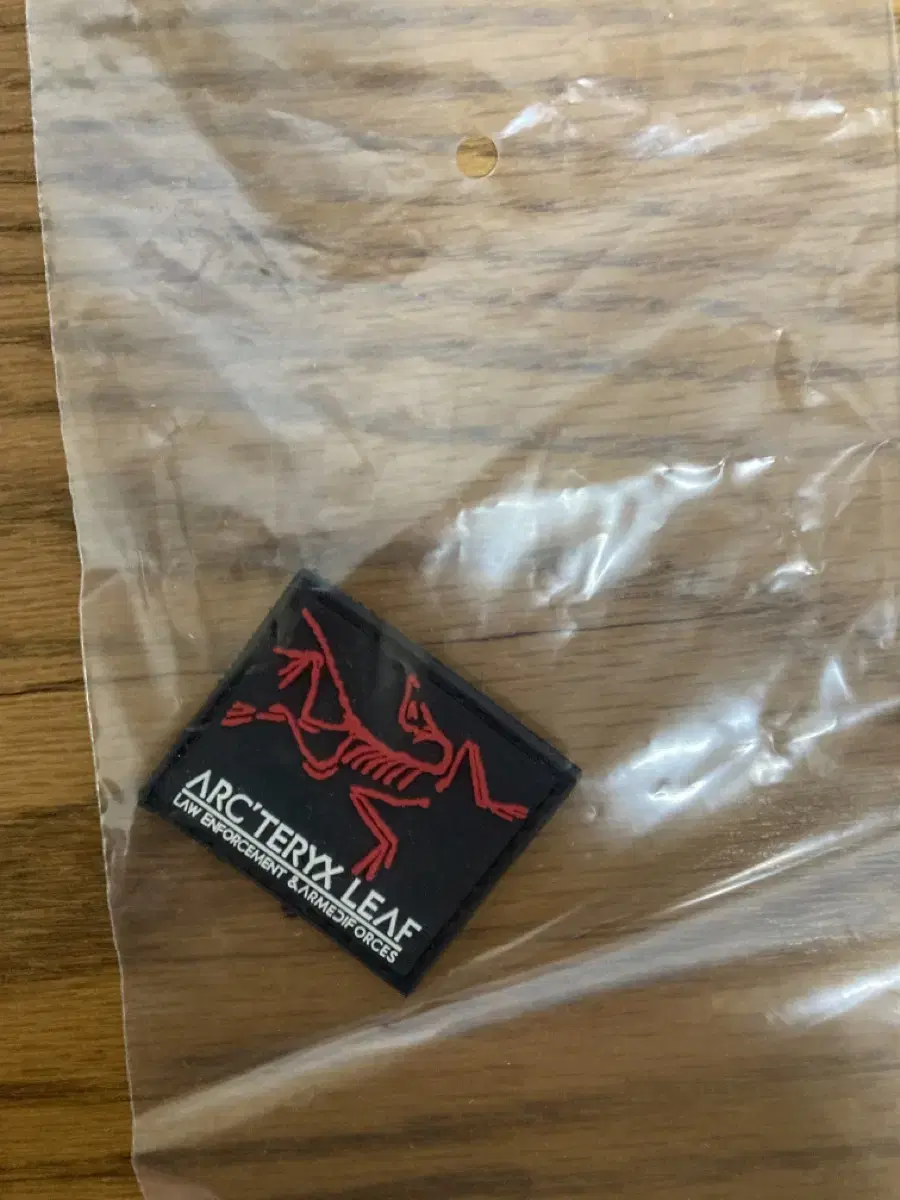 ARC'TERYX LEAF
LAW ENFORCEMENT & ARMED FORCES